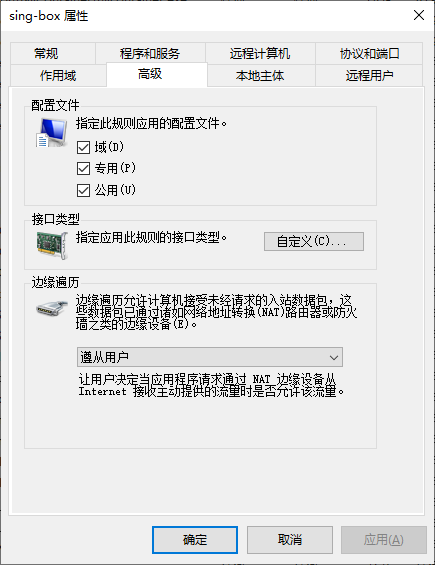 sing-box 属性
常规
程序和服务
远程计算机
协议和端口
作用域
高级
本地主体
远程用户
配置文件
指定此规则应用的配置文件。
域(D)
专用(P)
公用(U)
接口类型
指定应用此规则的接口类型。
自定义(C)...
边缘遍历
边缘遍历允许计算机接受未经请求的入站数据包，这
些数据包已通过诸如网络地址转换(NAT)路由器或防火
墙之类的边缘设备(E)。
遵从用户
让用户决定当应用程序请求通过 NAT 边缘设备从
Internet 接收主动提供的流量时是否允许该流量。
确定
取消
应用(A)